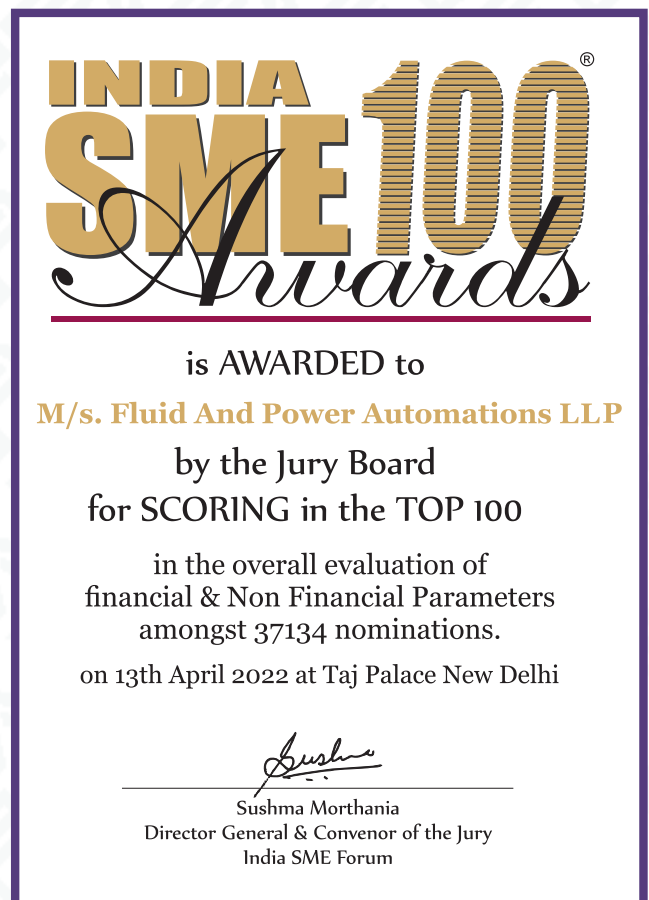 INDIA
SME 100 ®
Awards
is AWARDED to
M/s. Fluid And Power Automations LLP
by the Jury Board
for SCORING in the TOP 100
in the overall evaluation of
financial & Non Financial Parameters
amongst 37134 nominations.
on 13th April 2022 at Taj Palace New Delhi
Sushma
Sushma Morthania
Director General & Convenor of the Jury
India SME Forum